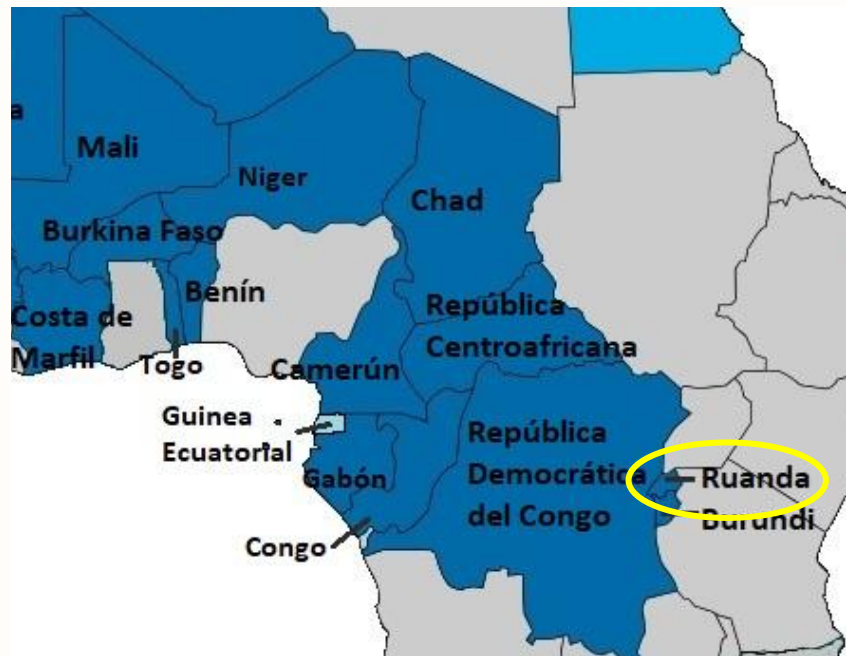 a
Mali
Niger
Chad
Burkina Faso
Benín
Costa de
Marfil
Togo
República
Centroafricana
Camerún
Guinea
Ecuatorial
Gabón
República
Democrática
del Congo
Ruanda
Burundi
Congo